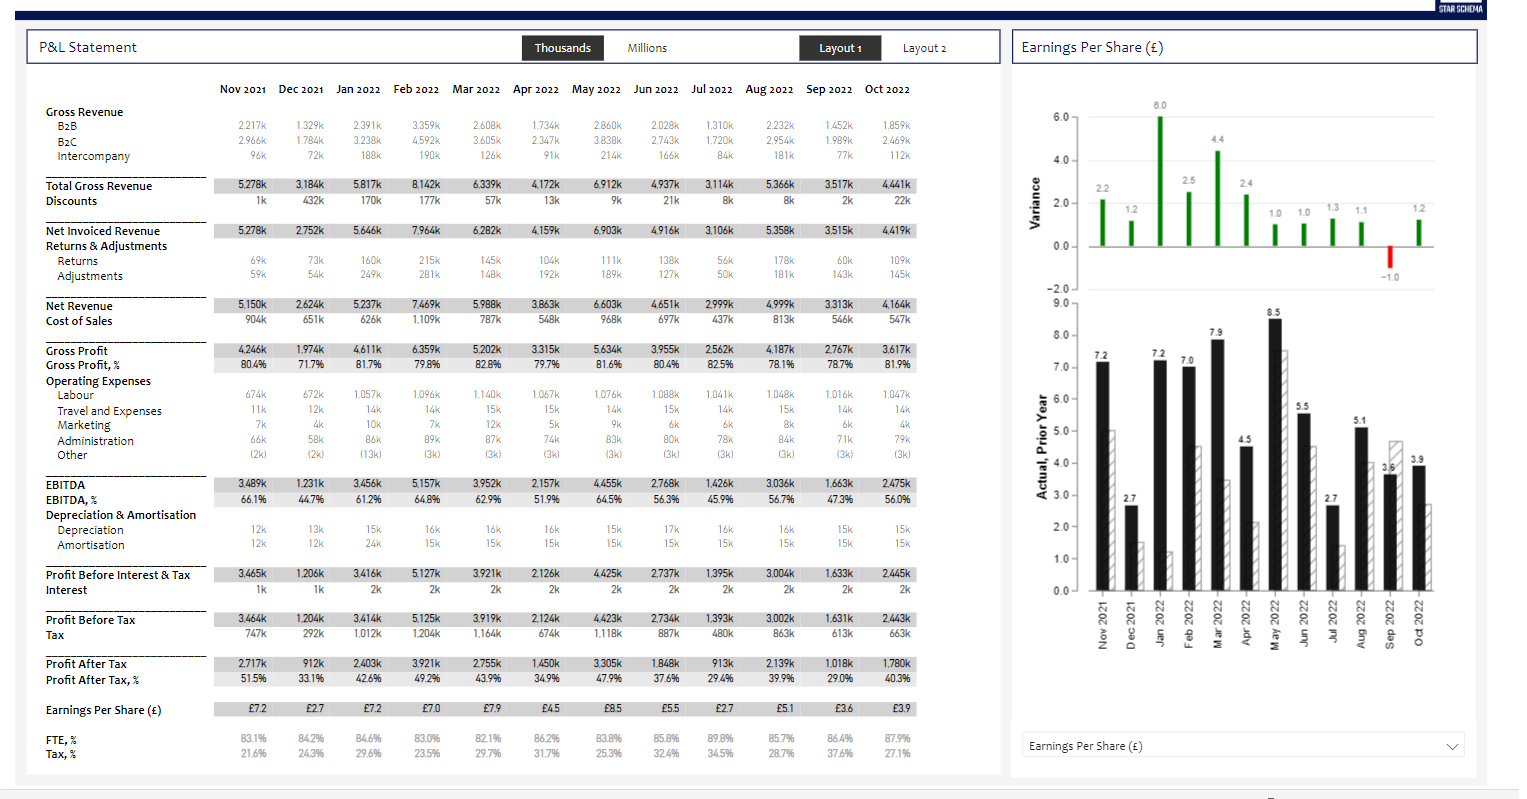 STAR SCHEMA
P&L Statement Thousands Millions Layout 1 Layout 2
Nov 2021 Dec 2021 Jan 2022 Feb 2022 Mar 2022 Apr 2022 May 2022 Jun 2022 Jul 2022 Aug 2022 Sep 2022 Oct 2022
Gross Revenue
B2B 2.217k 1.329k 2.391k 3.359k 2.608k 1.734k 2.860k 2,028k 1.310k 2,232k 1.452k 1.859k
B2C 2.966k 1.784k 3.238k 4.592k 3.605k 2.347k 3.838k 2,743k 1.720k 2,954k 1.989k 2.469k
Intercompany 96k 72k 188k 190k 126k 91k 214k 166k 84k 181k 77k 112k
Total Gross Revenue 5,278k 3,184k 5,817k 8,142k 6,339k 4,172k 6,912k 4,937k 3,114k 5,366k 3,517k 4,441k
Discounts 1k 432k 170k 177k 57k 13k 9k 21k 8k 8k 2k 22k
Net Invoiced Revenue 5,278k 2,752k 5,646k 7,964k 6,282k 4,159k 6,903k 4,916k 3,106k 5,358k 3,515k 4,419k
Returns & Adjustments
Returns 69k 73k 160k 215k 145k 104k 111k 138k 56k 178k 60k 109k
Adjustments 59k 54k 249k 281k 148k 192k 189k 127k 50k 181k 143k 145k
Net Revenue 5,150k 2,624k 5,237k 7,469k 5,988k 3,863k 6,603k 4,651k 2,999k 4,999k 3,313k 4,164k
Cost of Sales 904k 651k 626k 1,109k 787k 548k 968k 697k 437k 813k 546k 547k
Gross Profit 4,246k 1,974k 4,611k 6,359k 5,202k 3,315k 5,634k 3,955k 2,562k 4,187k 2,767k 3,617k
Gross Profit, % 80.4% 71.7% 81.7% 79.8% 82.8% 79.7% 81.6% 80.4% 82.5% 78.1% 78.7% 81.9%
Operating Expenses
Labour 674k 672k 1.057k 1.096k 1.140k 1.067k 1.076k 1.088k 1.041k 1.048k 1.016k 1.047k
Travel and Expenses 11k 12k 14k 14k 15k 15k 14k 15k 14k 15k 14k 14k
Marketing 7k 4k 10k 7k 12k 5k 9k 6k 6k 8k 6k 4k
Administration 66k 58k 86k 89k 87k 74k 83k 80k 78k 84k 71k 79k
Other (2k) (2k) (13k) (3k) (3k) (3k) (3k) (3k) (3k) (3k) (3k) (3k)
EBITDA 3,489k 1,231k 3,456k 5,157k 3,952k 2,157k 4,455k 2,768k 1,426k 3,036k 1,663k 2,475k
EBITDA, % 66.1% 44.7% 61.2% 64.8% 62.9% 51.9% 64.5% 56.3% 45.9% 56.7% 47.3% 56.0%
Depreciation & Amortisation
Depreciation 12k 13k 15k 16k 16k 16k 15k 17k 16k 16k 15k 15k
Amortisation 12k 12k 24k 15k 15k 15k 15k 15k 15k 15k 15k 15k
Profit Before Interest & Tax 3,465k 1,206k 3,416k 5,127k 3,921k 2,126k 4,425k 2,737k 1,395k 3,004k 1,633k 2,445k
Interest 1k 1k 2k 2k 2k 2k 2k 2k 2k 2k 2k 2k
Profit Before Tax 3,464k 1,204k 3,414k 5,125k 3,919k 2,124k 4,423k 2,734k 1,393k 3,002k 1,631k 2,443k
Tax 747k 292k 1,012k 1,204k 1,164k 674k 1,118k 887k 480k 863k 613k 663k
Profit After Tax 2,717k 912k 2,403k 3,921k 2,755k 1,450k 3,305k 1,848k 913k 2,139k 1,018k 1,780k
Profit After Tax, % 51.5% 33.1% 42.6% 49.2% 43.9% 34.9% 47.9% 37.6% 29.4% 39.9% 29.0% 40.3%
Earnings Per Share (£) £7.2 £2.7 £7.2 £7.0 £7.9 £4.5 £8.5 £5.5 £2.7 £5.1 £3.6 £3.9
FTE, % 83.1% 84.2% 84.6% 83.0% 82.1% 86.2% 83.8% 85.8% 89.8% 85.7% 86.4% 87.9%
Tax, % 21.6% 24.3% 29.6% 23.5% 29.7% 31.7% 25.3% 32.4% 34.5% 28.7% 37.6% 27.1%
Earnings Per Share (£)
Variance
6.0
4.0
2.0
0.0
−2.0
2.2 1.2 6.0 2.5 4.4 2.4 1.0 1.0 1.3 1.1 −1.0 1.2
Actual, Prior Year
9.0
8.0
7.0
6.0
5.0
4.0
3.0
2.0
1.0
0.0
7.2 2.7 7.2 7.0 7.9 4.5 8.5 5.5 2.7 5.1 3.6 3.9
Nov 2021 Dec 2021 Jan 2022 Feb 2022 Mar 2022 Apr 2022 May 2022 Jun 2022 Jul 2022 Aug 2022 Sep 2022 Oct 2022
Earnings Per Share (£)